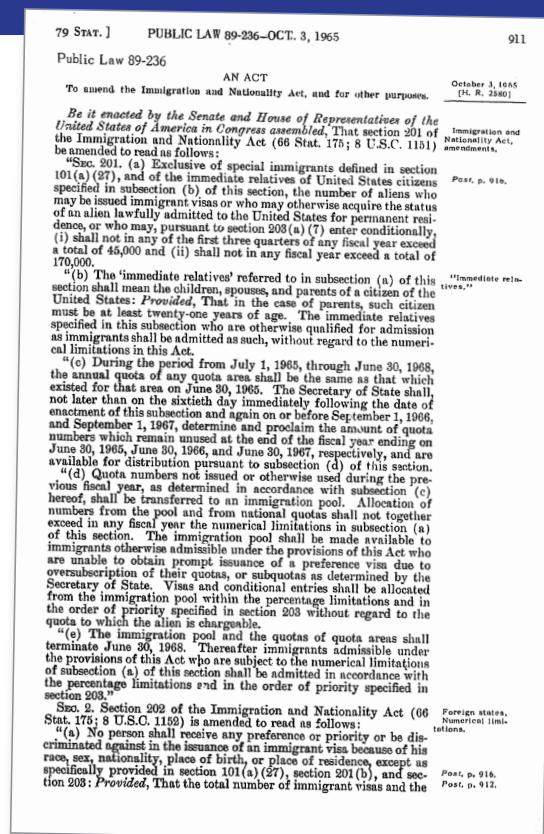 79 STAT. ] PUBLIC LAW 89-236-OCT. 3, 1965 911
Public Law 89-236
AN ACT
To amend the Immigration and Nationality Act, and for other purposes.
October 3, 1965
[H. R. 2580]
Be it enacted by the Senate and House of Representatives of the
United States of America in Congress assembled, That section 201 of
the Immigration and Nationality Act (66 Stat. 175; 8 U.S.C. 1151)
be amended to read as follows:
Immigration and
Nationality Act,
amendments.
"SEC. 201. (a) Exclusive of special immigrants defined in section
101(a)(27), and of the immediate relatives of United States citizens
specified in subsection (b) of this section, the number of aliens who
may be issued immigrant visas or who may otherwise acquire the status
of an alien lawfully admitted to the United States for permanent resi-
dence, or who may, pursuant to section 203(a)(7) enter conditionally,
(i) shall not in any of the first three quarters of any fiscal year exceed
a total of 45,000 and (ii) shall not in any fiscal year exceed a total of
170,000.
Post, p. 916.
"(b) The 'immediate relatives' referred to in subsection (a) of this
section shall mean the children, spouses, and parents of a citizen of the
United States: Provided, That in the case of parents, such citizen
must be at least twenty-one years of age. The immediate relatives
specified in this subsection who are otherwise qualified for admission
as immigrants shall be admitted as such, without regard to the numeri-
cal limitations in this Act.
"Immediate rela-
tives."
"(c) During the period from July 1, 1965, through June 30, 1968,
the annual quota of any quota area shall be the same as that which
existed for that area on June 30, 1965. The Secretary of State shall,
not later than on the sixtieth day immediately following the date of
enactment of this subsection and again on or before September 1, 1966,
and September 1, 1967, determine and proclaim the amount of quota
numbers which remain unused at the end of the fiscal year ending on
June 30, 1965, June 30, 1966, and June 30, 1967, respectively, and are
available for distribution pursuant to subsection (d) of this section.
"(d) Quota numbers not issued or otherwise used during the pre-
vious fiscal year, as determined in accordance with subsection (c)
hereof, shall be transferred to an immigration pool. Allocation of
numbers from the pool and from national quotas shall not together
exceed in any fiscal year the numerical limitations in subsection (a)
of this section. The immigration pool shall be made available to
immigrants otherwise admissible under the provisions of this Act who
are unable to obtain prompt issuance of a preference visa due to
oversubscription of their quotas, or subquotas as determined by the
Secretary of State. Visas and conditional entries shall be allocated
from the immigration pool within the percentage limitations and in
the order of priority specified in section 203 without regard to the
quota to which the alien is chargeable.
"(e) The immigration pool and the quotas of quota areas shall
terminate June 30, 1968. Thereafter immigrants admissible under
the provisions of this Act who are subject to the numerical limitations
of subsection (a) of this section shall be admitted in accordance with
the percentage limitations and in the order of priority specified in
section 203."
SEC. 2. Section 202 of the Immigration and Nationality Act (66
Stat. 175; 8 U.S.C. 1152) is amended to read as follows:
Foreign states.
Numerical limi-
tations.
"(a) No person shall receive any preference or priority or be dis-
criminated against in the issuance of an immigrant visa because of his
race, sex, nationality, place of birth, or place of residence, except as
specifically provided in section 101(a)(27), section 201(b), and sec-
tion 203: Provided, That the total number of immigrant visas and the
Post, p. 916.
Post, p. 912.